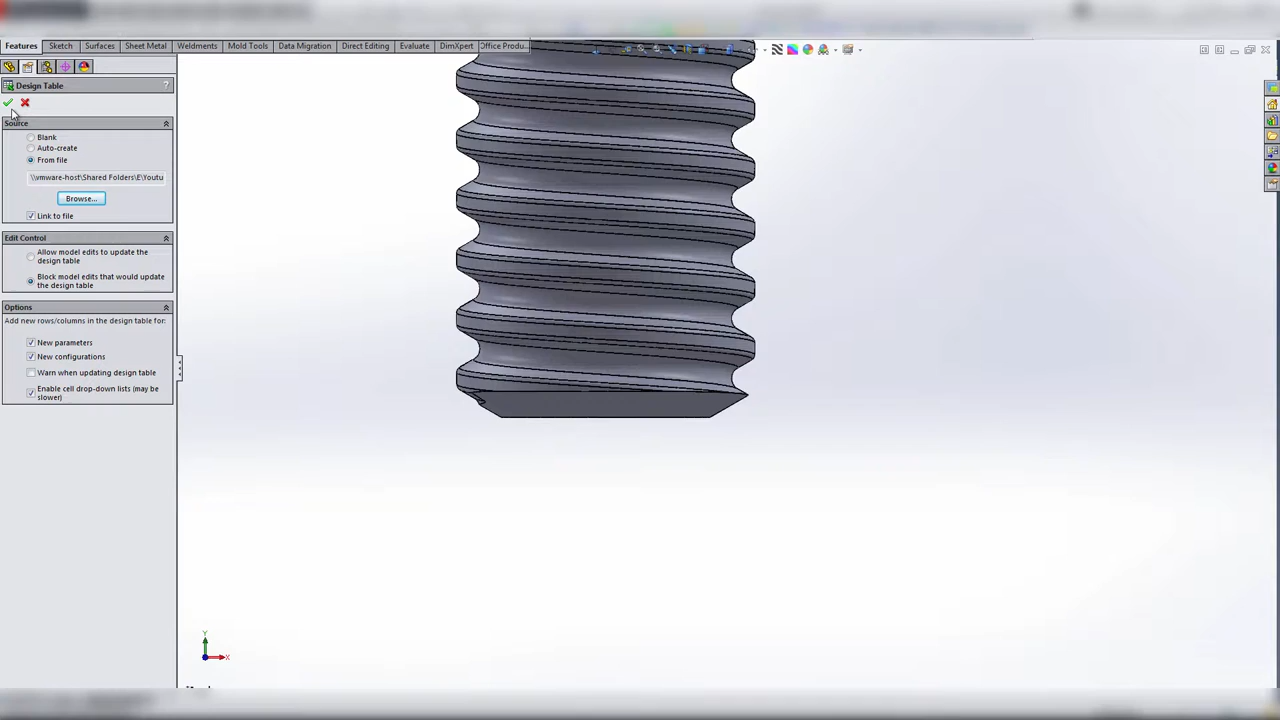 Features Sketch Surfaces Sheet Metal Weldments Mold Tools Data Migration Direct Editing Evaluate DimXpert Office Produ...
Design Table ?
Source
Blank
Auto-create
From file
\\vmware-host\Shared Folders\E\Youtu
Browse...
Link to file
Edit Control
Allow model edits to update the
design table
Block model edits that would update
the design table
Options
Add new rows/columns in the design table for:
New parameters
New configurations
Warn when updating design table
Enable cell drop-down lists (may be
slower)
Y
X